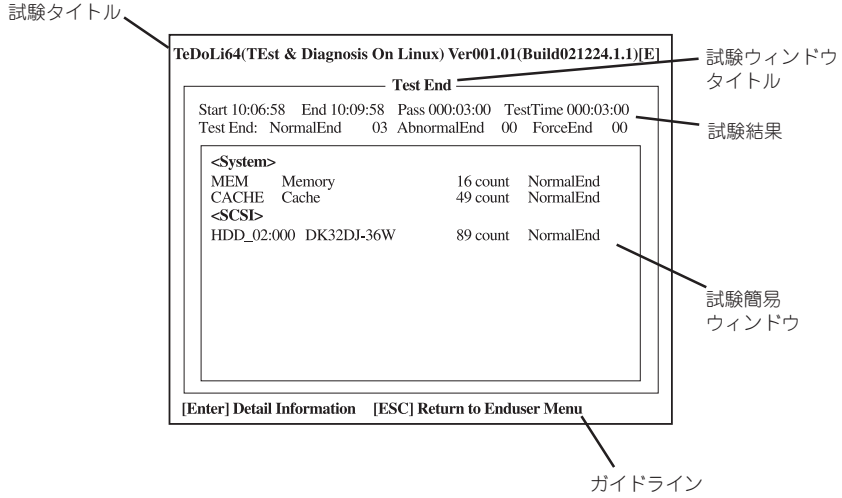 試験タイトル
TeDoLi64(TEst & Diagnosis On Linux) Ver001.01(Build021224.1.1)[E]
試験ウィンドウ
タイトル
Test End
Start 10:06:58 End 10:09:58 Pass 000:03:00 TestTime 000:03:00
Test End: NormalEnd 03 AbnormalEnd 00 ForceEnd 00
試験結果
<System>
MEM Memory 16 count NormalEnd
CACHE Cache 49 count NormalEnd
<SCSI>
HDD_02:000 DK32DJ-36W 89 count NormalEnd
試験簡易
ウィンドウ
[Enter] Detail Information [ESC] Return to Enduser Menu
ガイドライン